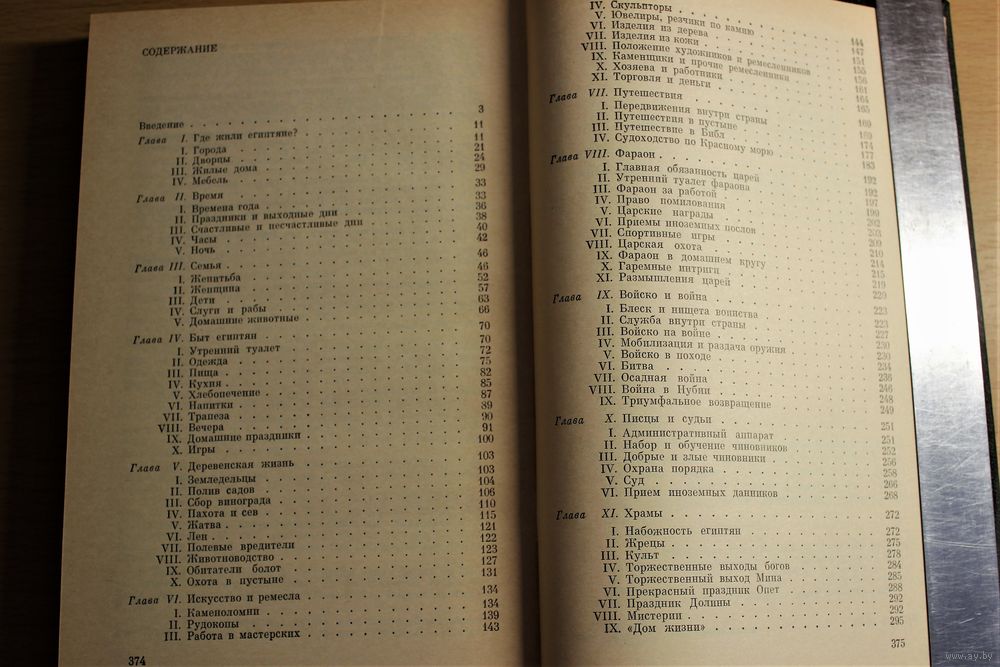 СОДЕРЖАНИЕ
Введение . . . 3
Глава I. Где жили египтяне? . . . 11
I. Города . . . 11
II. Дворцы . . . 21
III. Жилые дома . . . 24
IV. Мебель . . . 29
Глава II. Время . . . 33
I. Времена года . . . 33
II. Праздники и выходные дни . . . 36
III. Счастливые и несчастливые дни . . . 38
IV. Часы . . . 40
V. Ночь . . . 42
Глава III. Семья . . . 46
I. Женитьба . . . 46
II. Женщина . . . 52
III. Дети . . . 57
IV. Слуги и рабы . . . 63
V. Домашние животные . . . 66
Глава IV. Быт египтян . . . 70
I. Утренний туалет . . . 70
II. Одежда . . . 72
III. Пища . . . 75
IV. Кухня . . . 82
V. Хлебопечение . . . 85
VI. Напитки . . . 87
VII. Трапеза . . . 89
VIII. Вечера . . . 90
IX. Домашние праздники . . . 91
X. Игры . . . 100
Глава V. Деревенская жизнь . . . 103
I. Земледельцы . . . 103
II. Полив садов . . . 104
III. Сбор винограда . . . 106
IV. Пахота и сев . . . 110
V. Жатва . . . 115
VI. Лен . . . 121
VII. Полевые вредители . . . 122
VIII. Животноводство . . . 123
IX. Обитатели болот . . . 127
X. Охота в пустыне . . . 131
Глава VI. Искусство и ремесла . . . 134
I. Каменоломни . . . 134
II. Рудокопы . . . 139
III. Работа в мастерских . . . 143
374
IV. Скульпторы . . . 144
V. Ювелиры, резчики по камню . . . 147
VI. Изделия из дерева . . . 151
VII. Изделия из кожи . . . 155
VIII. Положение художников и ремесленников . . . 156
IX. Каменщики и прочие ремесленники . . . 161
X. Хозяева и работники . . . 164
XI. Торговля и деньги . . . 165
Глава VII. Путешествия . . . 169
I. Передвижения внутри страны . . . 169
II. Путешествия в пустыне . . . 174
III. Путешествие в Библ . . . 177
IV. Судоходство по Красному морю . . . 183
Глава VIII. Фараон . . . 192
I. Главная обязанность царей . . . 192
II. Утренний туалет фараона . . . 197
III. Фараон за работой . . . 199
IV. Право помилования . . . 202
V. Царские награды . . . 203
VI. Приемы иноземных послов . . . 209
VII. Спортивные игры . . . 210
VIII. Царская охота . . . 214
IX. Фараон в домашнем кругу . . . 215
X. Гаремные интриги . . . 219
XI. Размышления царей . . . 220
Глава IX. Войско и война . . . 223
I. Блеск и нищета воинства . . . 223
II. Служба внутри страны . . . 227
III. Войско на войне . . . 230
IV. Мобилизация и раздача оружия . . . 230
V. Войско в походе . . . 234
VI. Битва . . . 236
VII. Осадная война . . . 246
VIII. Война в Нубии . . . 248
IX. Триумфальное возвращение . . . 249
Глава X. Писцы и судьи . . . 251
I. Административный аппарат . . . 251
II. Набор и обучение чиновников . . . 252
III. Добрые и злые чиновники . . . 256
IV. Охрана порядка . . . 258
V. Суд . . . 266
VI. Прием иноземных данников . . . 268
Глава XI. Храмы . . . 272
I. Набожность египтян . . . 272
II. Жрецы . . . 275
III. Культ . . . 278
IV. Торжественные выходы богов . . . 284
V. Торжественный выход Мина . . . 285
VI. Прекрасный праздник Опет . . . 288
VII. Праздник Долины . . . 292
VIII. Мистерии . . . 292
IX. «Дом жизни» . . . 295
375
www.ay.by